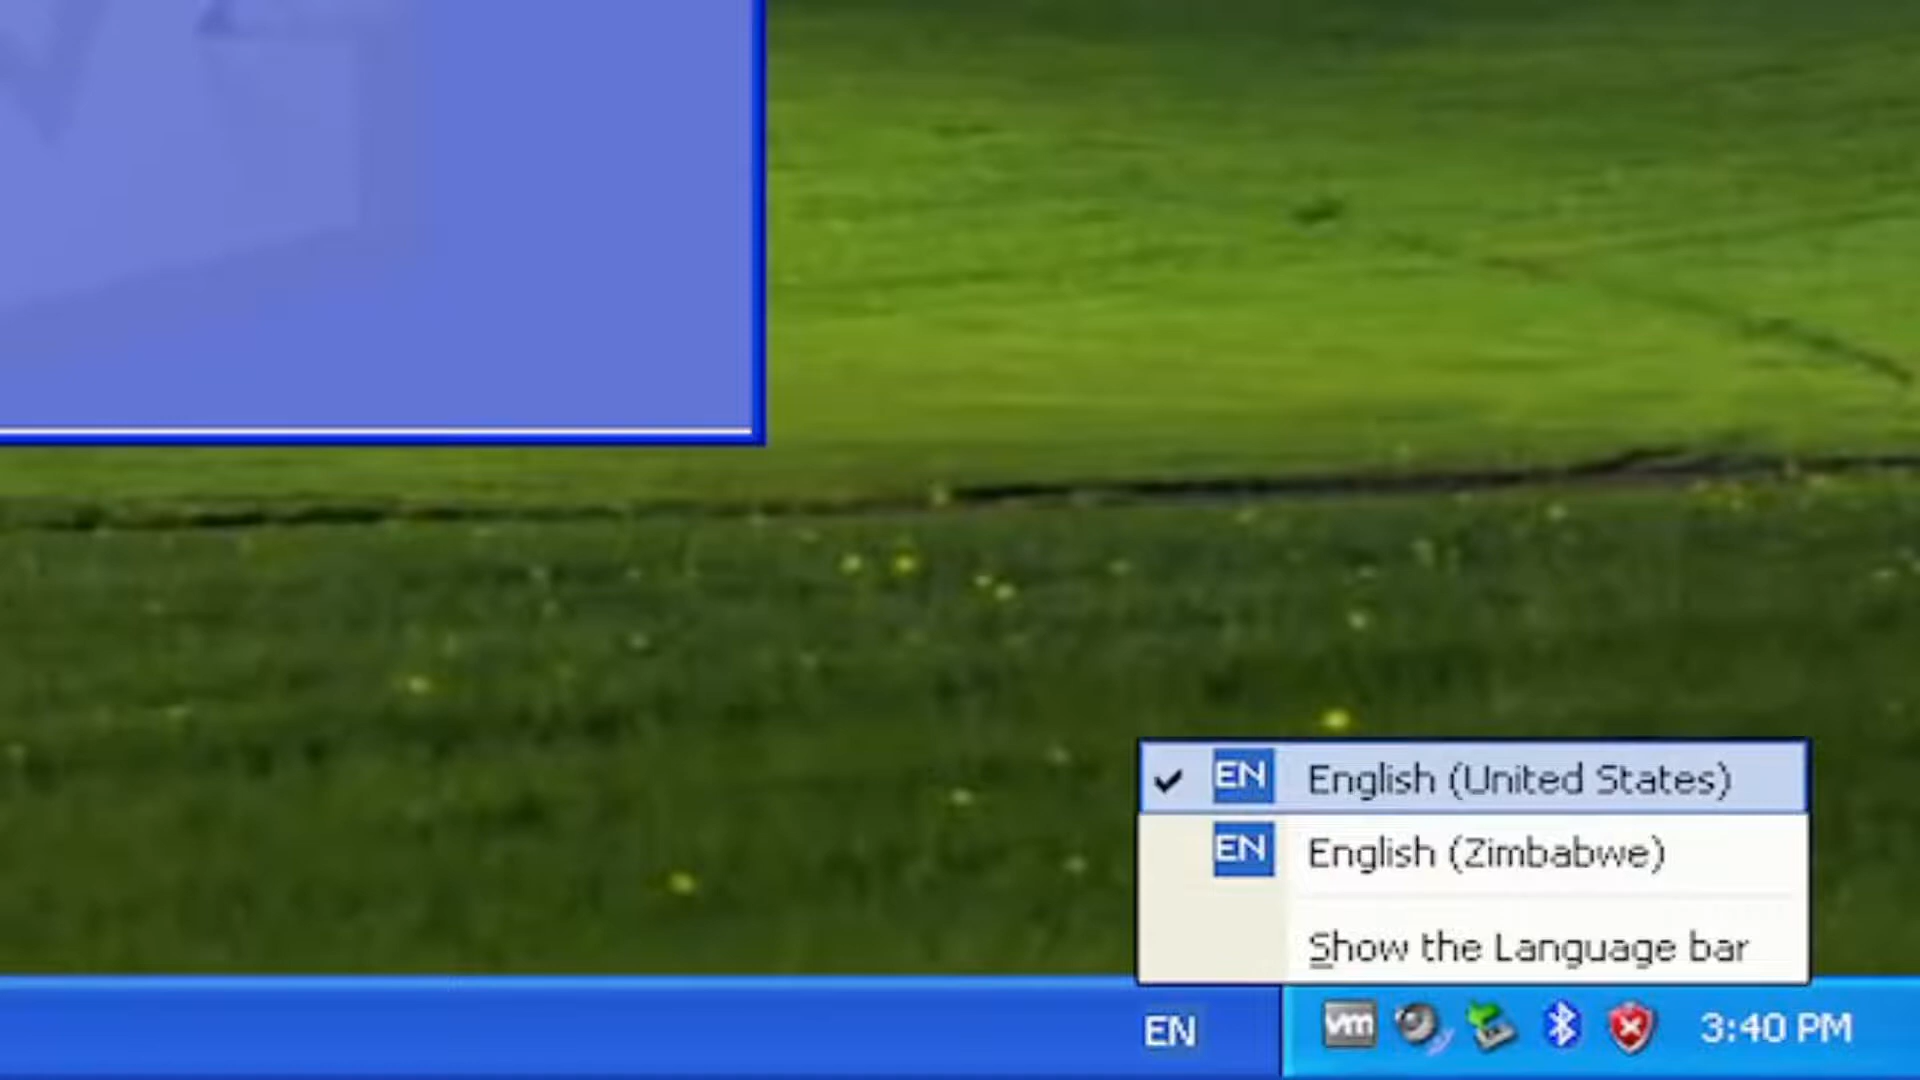 EN English (United States)
EN English (Zimbabwe)
Show the Language bar
EN vm 3:40 PM